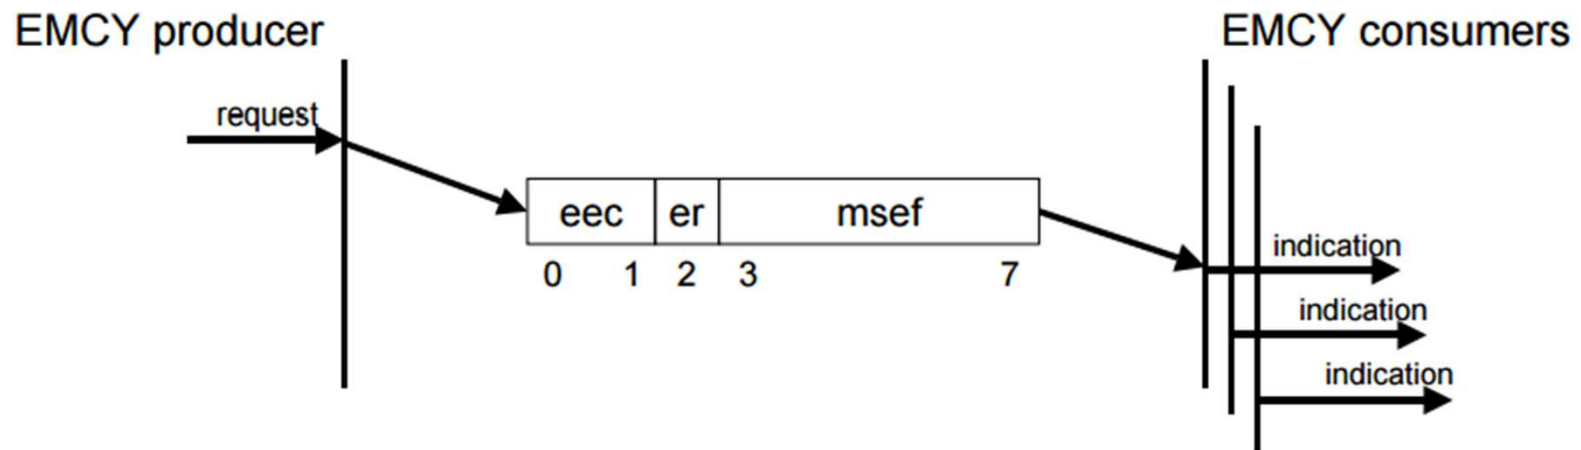 EMCY producer
EMCY consumers
request
eec er msef
0 1 2 3 7
indication
indication
indication